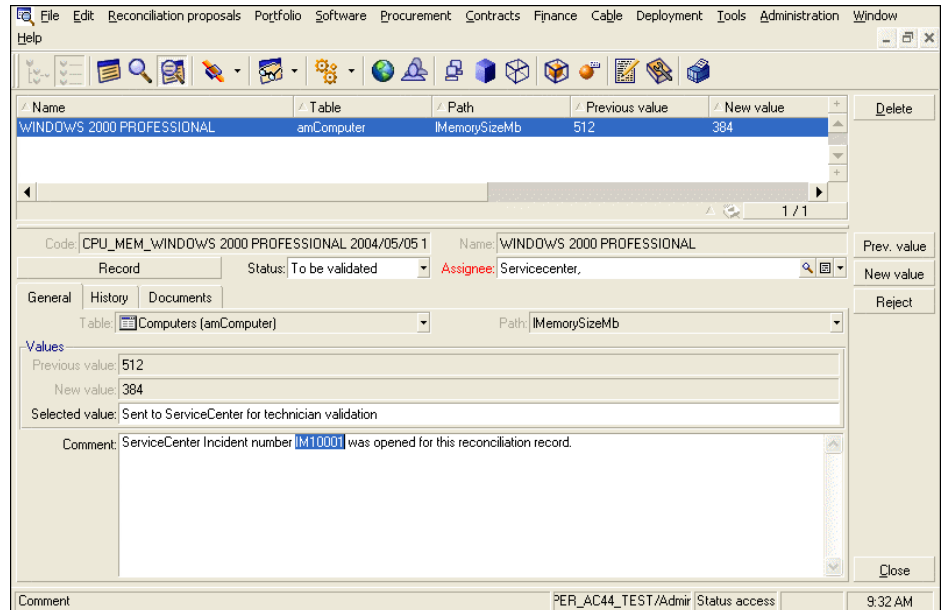 File Edit Reconciliation proposals Portfolio Software Procurement Contracts Finance Cable Deployment Tools Administration Window
Help
Name Table Path Previous value New value
WINDOWS 2000 PROFESSIONAL amComputer lMemorySizeMb 512 384
Delete
1 / 1
Code: CPU_MEM_WINDOWS 2000 PROFESSIONAL 2004/05/05 1 Name: WINDOWS 2000 PROFESSIONAL
Prev. value
Record Status: To be validated Assignee: Servicecenter,
New value
General History Documents
Reject
Table: Computers (amComputer) Path: lMemorySizeMb
Values
Previous value: 512
New value: 384
Selected value: Sent to ServiceCenter for technician validation
Comment: ServiceCenter Incident number IM10001 was opened for this reconciliation record.
Close
Comment PER_AC44_TEST/Admir Status access 9:32 AM